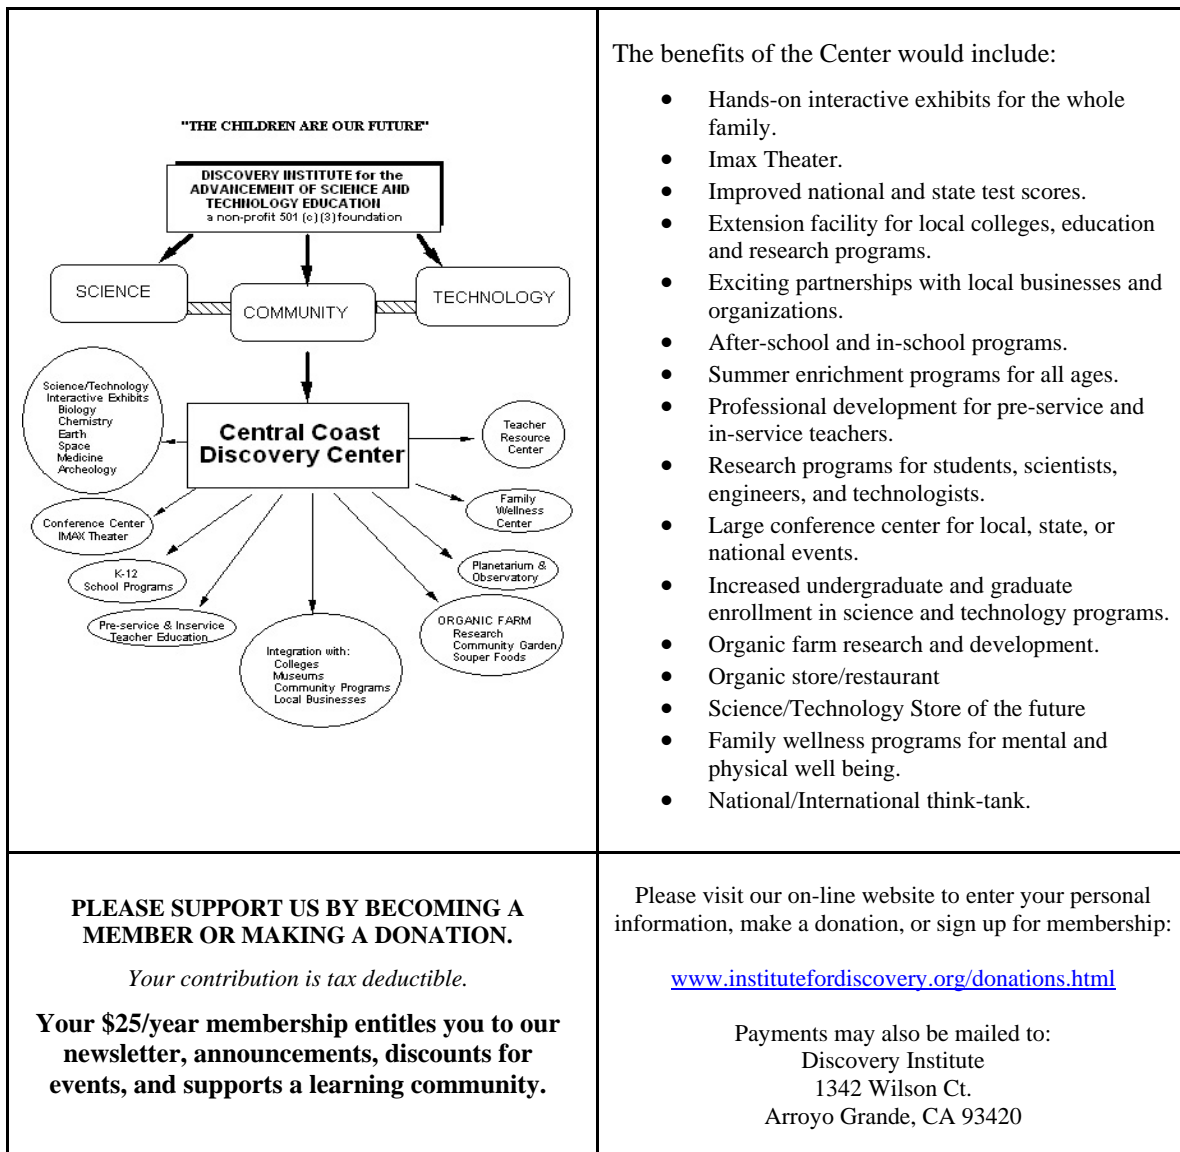 "THE CHILDREN ARE OUR FUTURE"
DISCOVERY INSTITUTE for the
ADVANCEMENT OF SCIENCE AND
TECHNOLOGY EDUCATION
a non-profit 501 (c) (3) foundation
SCIENCE
COMMUNITY
TECHNOLOGY
Science/Technology
Interactive Exhibits
Biology
Chemistry
Earth
Space
Medicine
Archeology
Central Coast
Discovery Center
Teacher
Resource
Center
Family
Wellness
Center
Conference Center
IMAX Theater
K-12
School Programs
Planetarium &
Observatory
Pre-service & Inservice
Teacher Education
ORGANIC FARM
Research
Community Garden
Souper Foods
Integration with:
Colleges
Museums
Community Programs
Local Businesses
The benefits of the Center would include:
• Hands-on interactive exhibits for the whole
family.
• Imax Theater.
• Improved national and state test scores.
• Extension facility for local colleges, education
and research programs.
• Exciting partnerships with local businesses and
organizations.
• After-school and in-school programs.
• Summer enrichment programs for all ages.
• Professional development for pre-service and
in-service teachers.
• Research programs for students, scientists,
engineers, and technologists.
• Large conference center for local, state, or
national events.
• Increased undergraduate and graduate
enrollment in science and technology programs.
• Organic farm research and development.
• Organic store/restaurant
• Science/Technology Store of the future
• Family wellness programs for mental and
physical well being.
• National/International think-tank.
PLEASE SUPPORT US BY BECOMING A
MEMBER OR MAKING A DONATION.
Your contribution is tax deductible.
Your $25/year membership entitles you to our
newsletter, announcements, discounts for
events, and supports a learning community.
Please visit our on-line website to enter your personal
information, make a donation, or sign up for membership:
www.institutefordiscovery.org/donations.html
Payments may also be mailed to:
Discovery Institute
1342 Wilson Ct.
Arroyo Grande, CA 93420